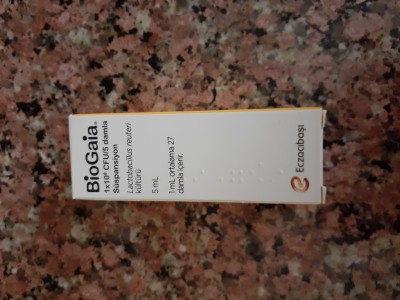 BioGaia®
1x10⁸ CFU/5 damla
Süspansiyon
Lactobacillus reuteri
kültürü
5 mL
1 mL ortalama 27
damla içerir.
Eczacıbaşı